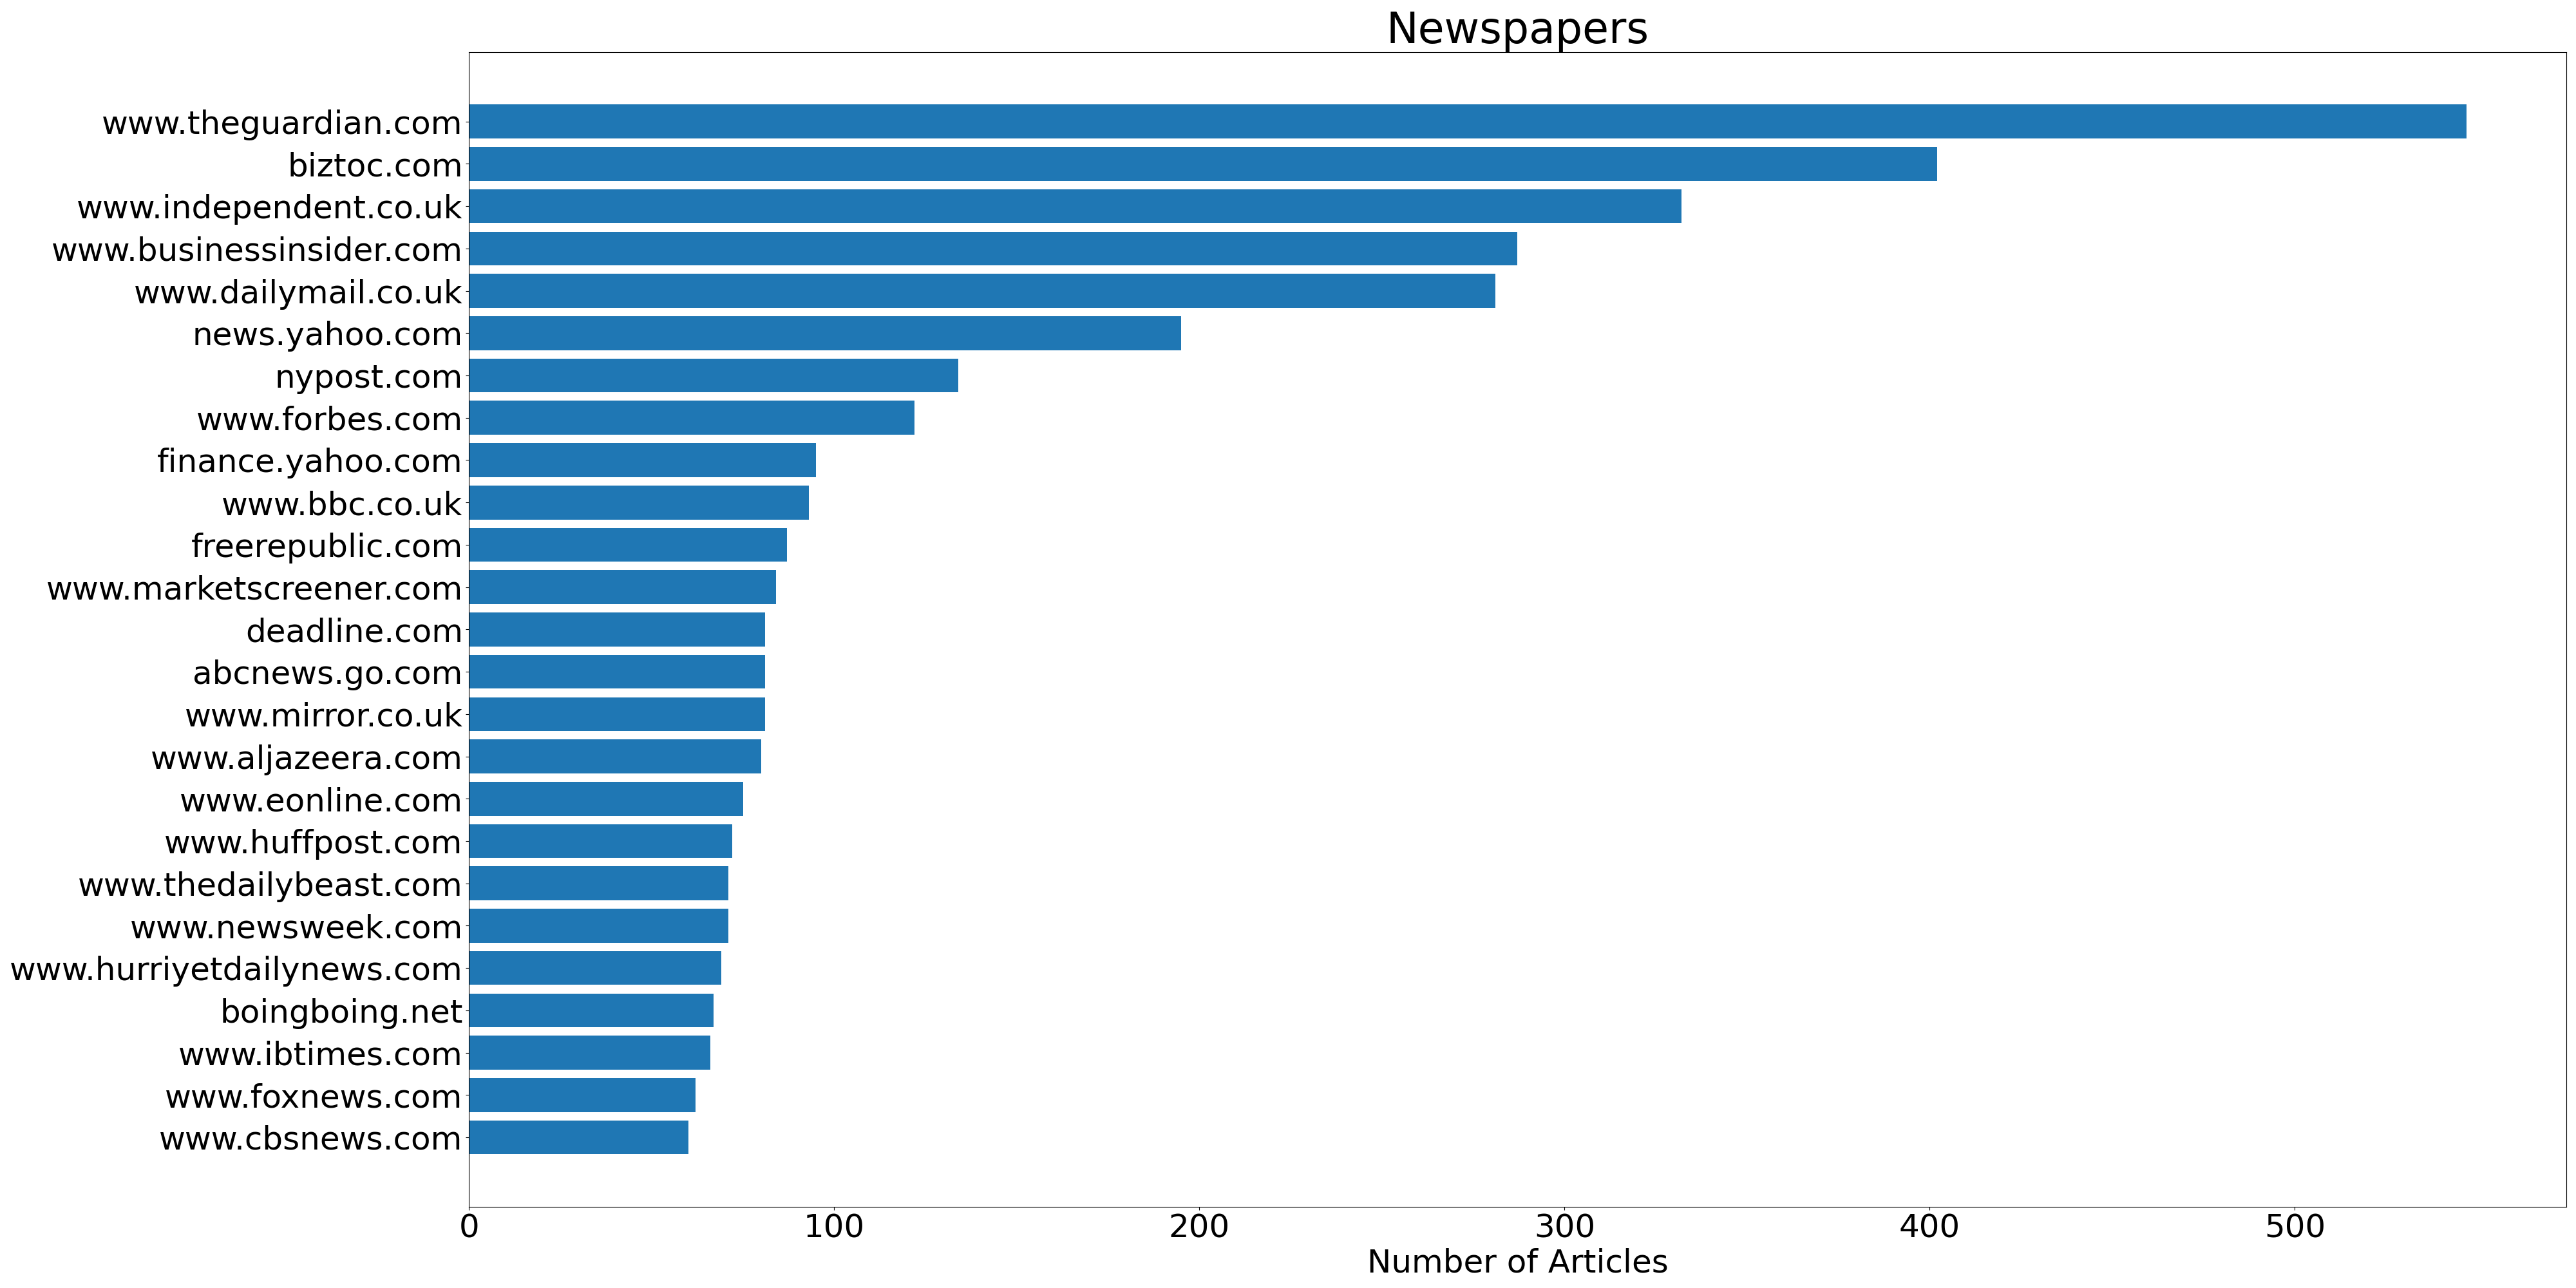 Newspapers
www.theguardian.com
biztoc.com
www.independent.co.uk
www.businessinsider.com
www.dailymail.co.uk
news.yahoo.com
nypost.com
www.forbes.com
finance.yahoo.com
www.bbc.co.uk
freerepublic.com
www.marketscreener.com
deadline.com
abcnews.go.com
www.mirror.co.uk
www.aljazeera.com
www.eonline.com
www.huffpost.com
www.thedailybeast.com
www.newsweek.com
www.hurriyetdailynews.com
boingboing.net
www.ibtimes.com
www.foxnews.com
www.cbsnews.com
0 100 200 300 400 500
Number of Articles